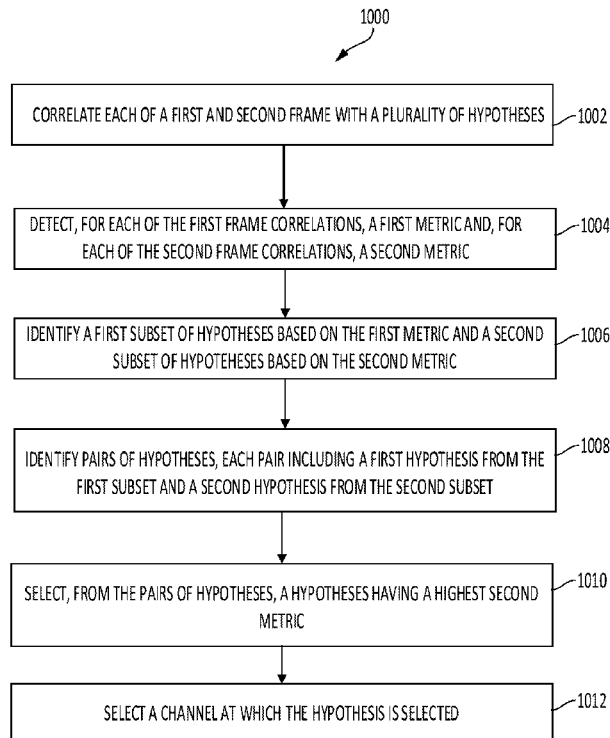 1000
CORRELATE EACH OF A FIRST AND SECOND FRAME WITH A PLURALITY OF HYPOTHESES
1002
DETECT, FOR EACH OF THE FIRST FRAME CORRELATIONS, A FIRST METRIC AND, FOR
EACH OF THE SECOND FRAME CORRELATIONS, A SECOND METRIC
1004
IDENTIFY A FIRST SUBSET OF HYPOTHESES BASED ON THE FIRST METRIC AND A SECOND
SUBSET OF HYPOTEHESES BASED ON THE SECOND METRIC
1006
IDENTIFY PAIRS OF HYPOTHESES, EACH PAIR INCLUDING A FIRST HYPOTHESIS FROM THE
FIRST SUBSET AND A SECOND HYPOTHESIS FROM THE SECOND SUBSET
1008
SELECT, FROM THE PAIRS OF HYPOTHESES, A HYPOTHESES HAVING A HIGHEST SECOND
METRIC
1010
SELECT A CHANNEL AT WHICH THE HYPOTHESIS IS SELECTED
1012